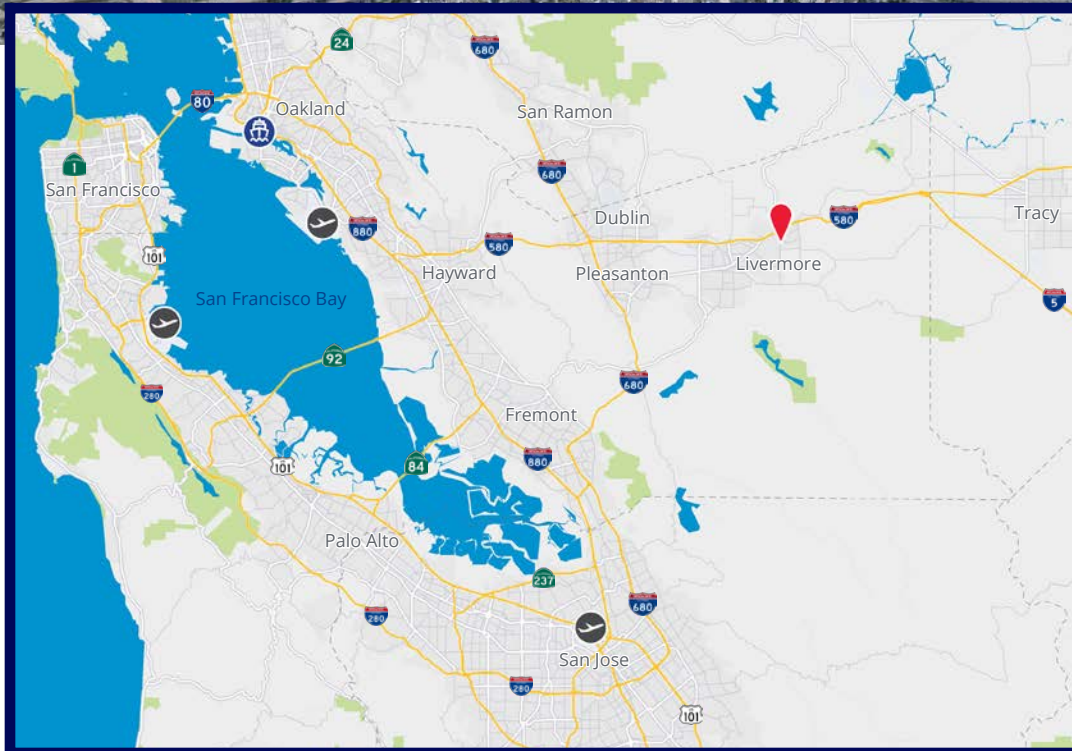 24
680
80
Oakland
San Ramon
1
San Francisco
680
Dublin
580
Tracy
880
580
101
Hayward
Pleasanton
Livermore
San Francisco Bay
5
92
680
280
Fremont
101
84
880
Palo Alto
237
680
280
San Jose
280
101